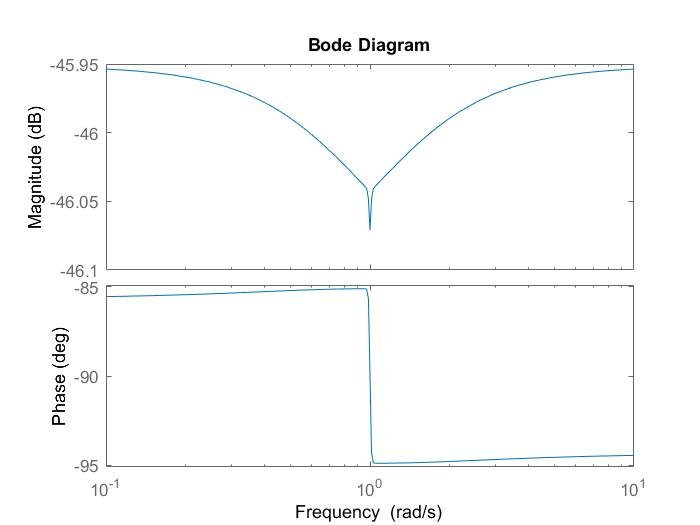 Bode Diagram
-45.95
-46
-46.05
-46.1
Magnitude (dB)
-85
-90
-95
Phase (deg)
10^-1
10^0
10^1
Frequency (rad/s)